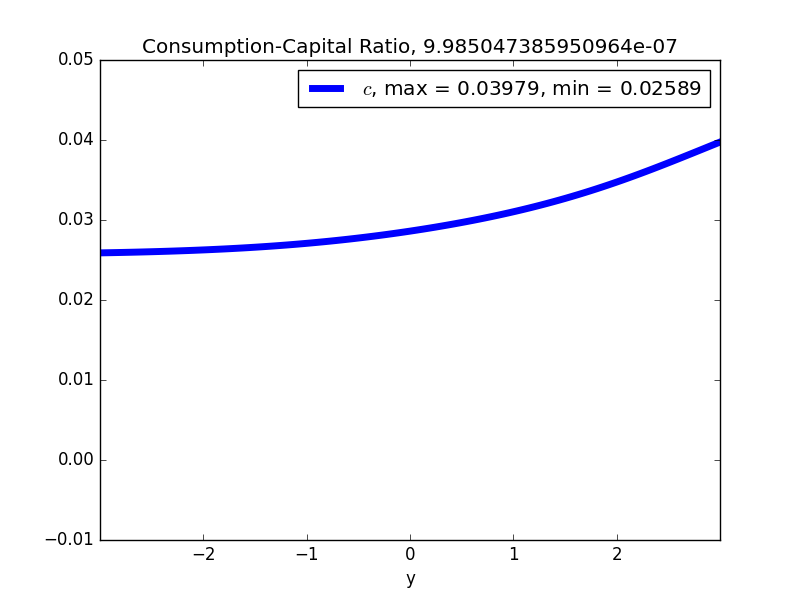 Consumption-Capital Ratio, 9.985047385950964e-07
c, max = 0.03979, min = 0.02589
0.05
0.04
0.03
0.02
0.01
0.00
−0.01
−2 −1 0 1 2
y